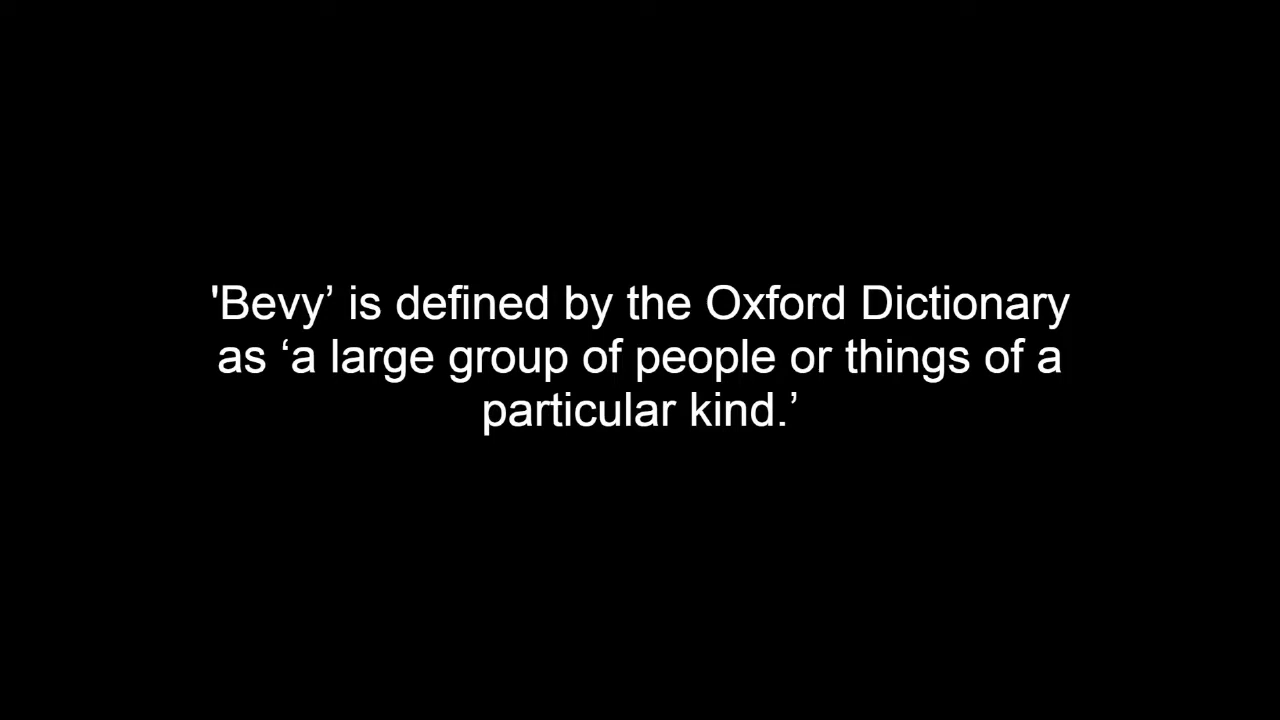 'Bevy’ is defined by the Oxford Dictionary
as ‘a large group of people or things of a
particular kind.’